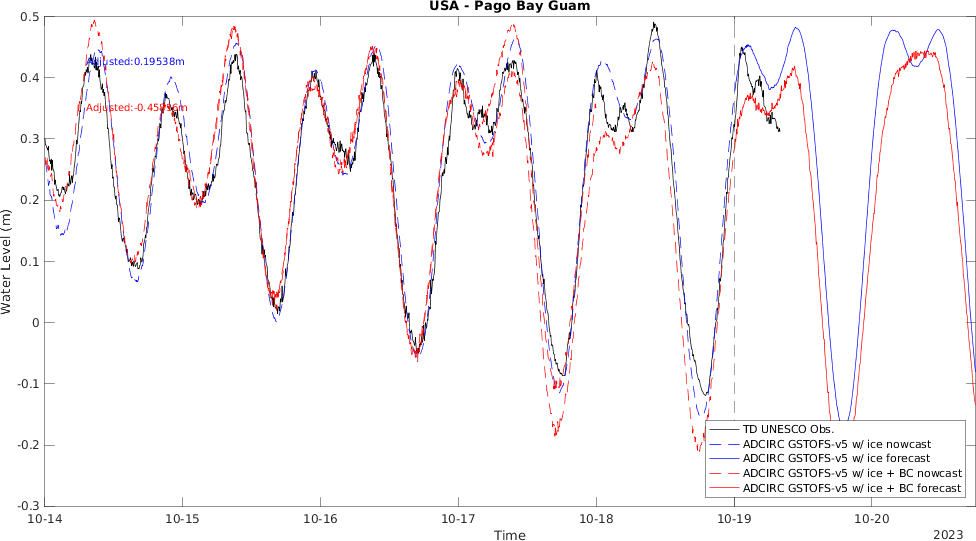 USA - Pago Bay Guam
0.5
0.4
0.3
0.2
0.1
0
-0.1
-0.2
-0.3
Water Level (m)
Adjusted:0.19538m
TD UNESCO Obs.
ADCIRC GSTOFS-v5 w/ ice nowcast
ADCIRC GSTOFS-v5 w/ ice forecast
ADCIRC GSTOFS-v5 w/ ice + BC nowcast
ADCIRC GSTOFS-v5 w/ ice + BC forecast
10-14 10-15 10-16 10-17 10-18 10-19 10-20
Time
2023